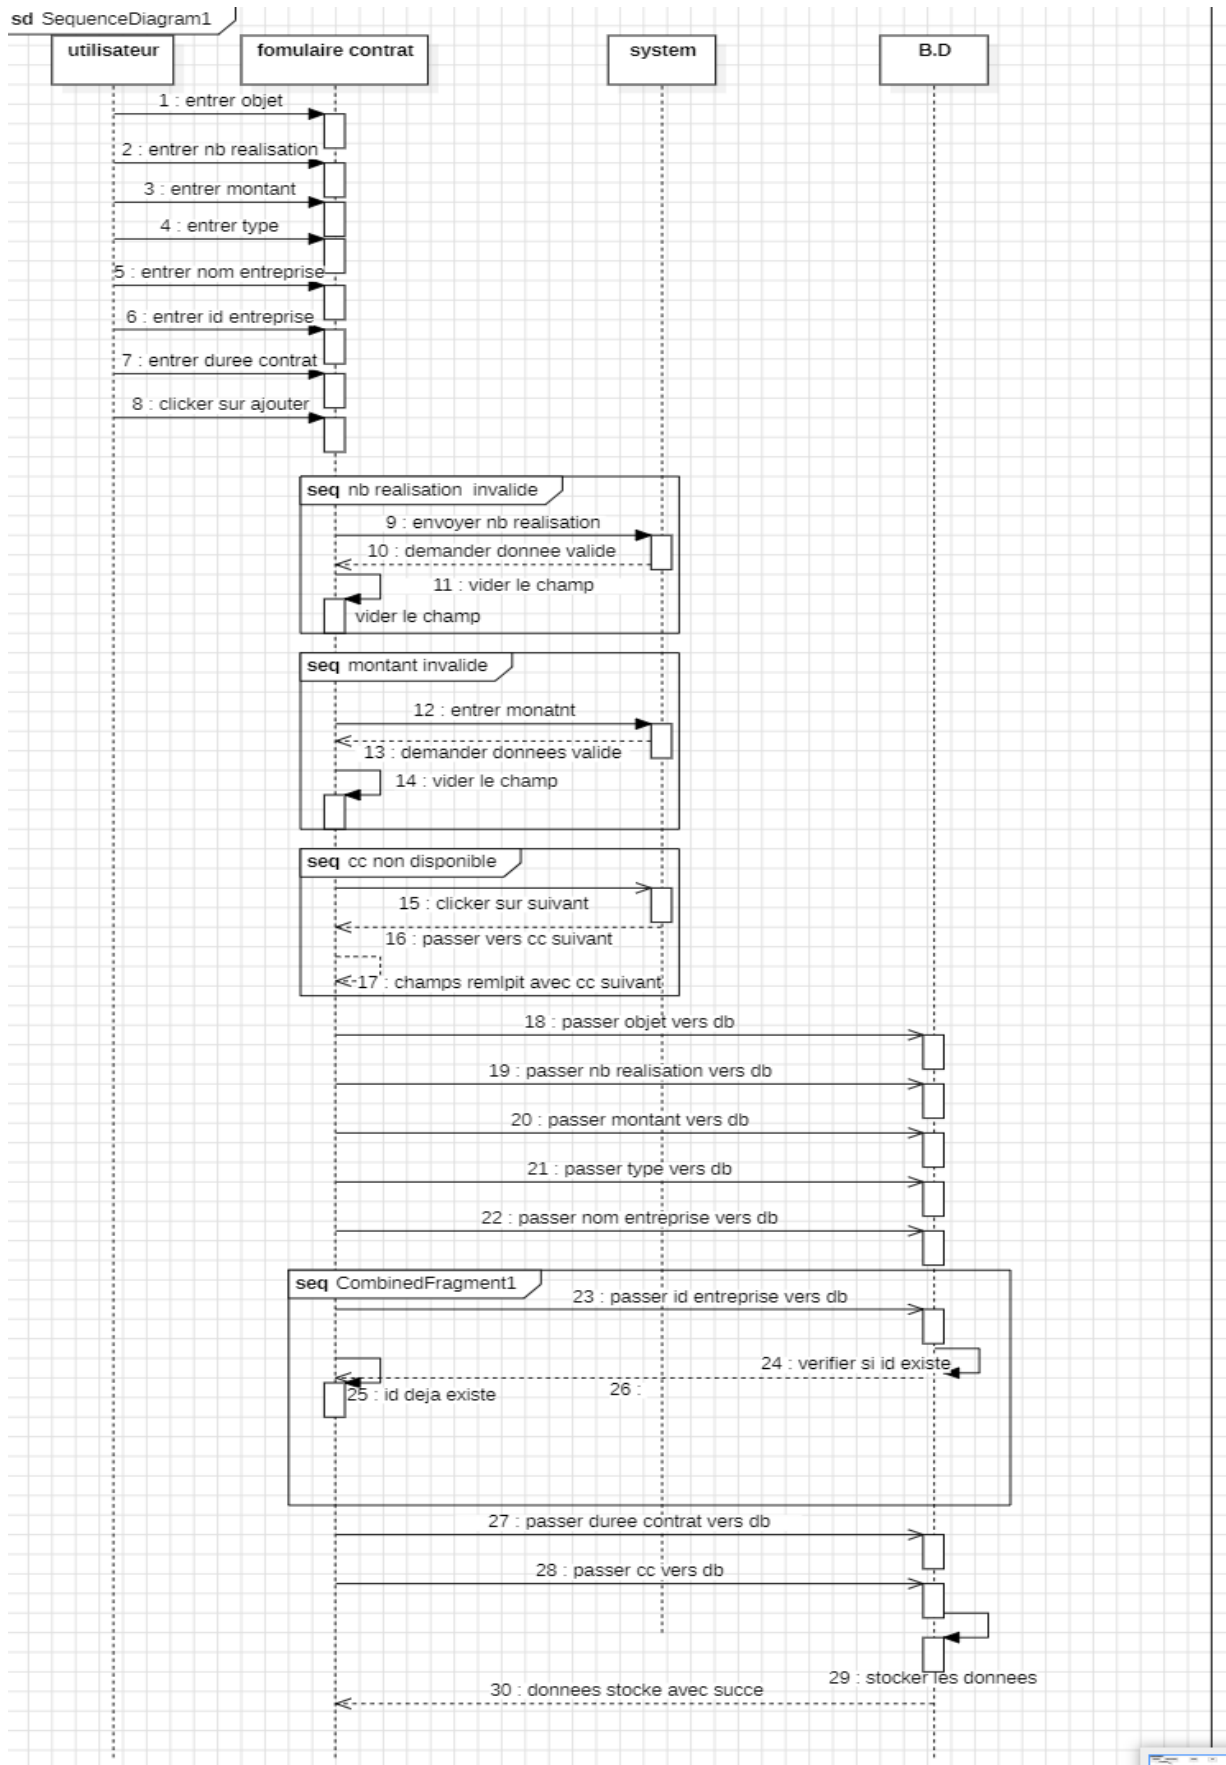 sd SequenceDiagram1
utilisateur
fomulaire contrat
system
B.D
1 : entrer objet
2 : entrer nb realisation
3 : entrer montant
4 : entrer type
5 : entrer nom entreprise
6 : entrer id entreprise
7 : entrer duree contrat
8 : clicker sur ajouter
seq nb realisation invalide
9 : envoyer nb realisation
10 : demander donnee valide
11 : vider le champ
vider le champ
seq montant invalide
12 : entrer monatnt
13 : demander donnees valide
14 : vider le champ
seq cc non disponible
15 : clicker sur suivant
16 : passer vers cc suivant
17 : champs remlpit avec cc suivant
18 : passer objet vers db
19 : passer nb realisation vers db
20 : passer montant vers db
21 : passer type vers db
22 : passer nom entreprise vers db
seq CombinedFragment1
23 : passer id entreprise vers db
24 : verifier si id existe
26 :
25 : id deja existe
27 : passer duree contrat vers db
28 : passer cc vers db
29 : stocker les donnees
30 : donnees stocke avec succe